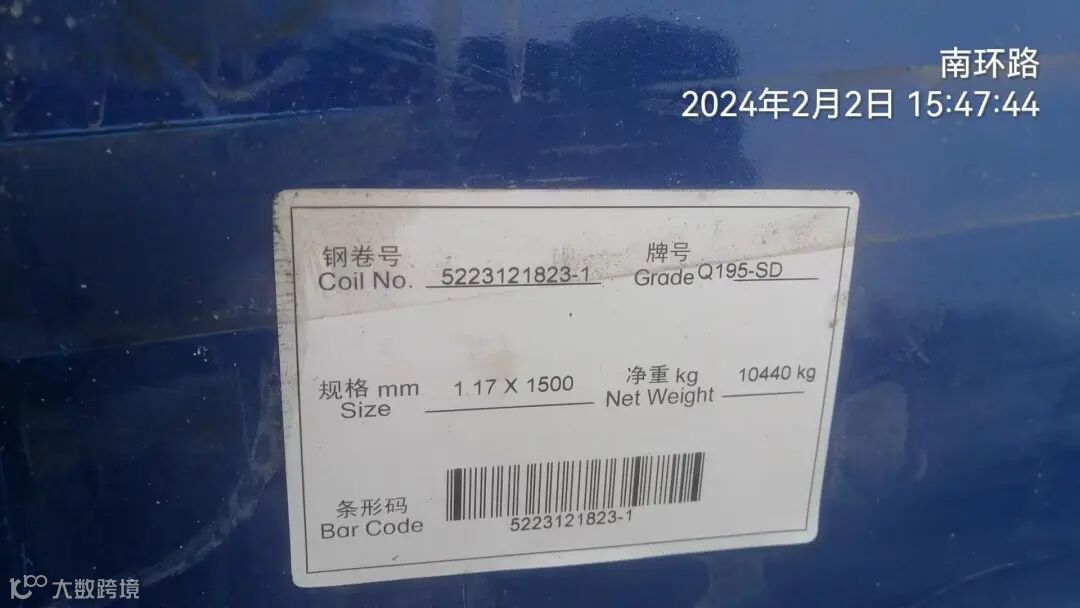 南环路
2024年2月2日 15:47:44
钢卷号
Coil No. 5223121823-1
牌号
Grade Q195-SD
规格 mm
Size 1.17 X 1500
净重 kg
Net Weight 10440 kg
条形码
Bar Code
5223121823-1
大数跨境